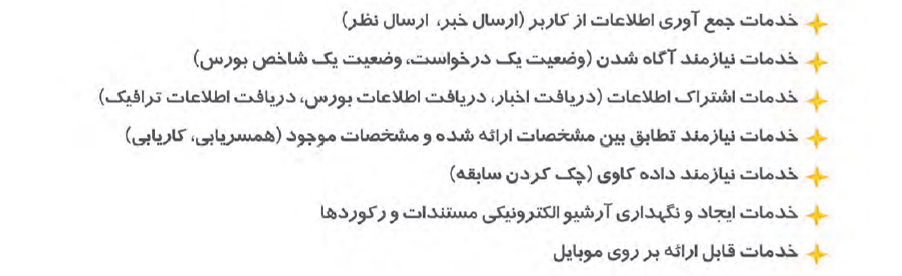 خدمات جمع آوری اطلاعات از کاربر (ارسال خبر، ارسال نظر)
خدمات نیازمند آگاه شدن (وضعیت یک درخواست، وضعیت یک شاخص بورس)
خدمات اشتراک اطلاعات (دریافت اخبار، دریافت اطلاعات بورس، دریافت اطلاعات ترافیک)
خدمات نیازمند تطابق بین مشخصات ارائه شده و مشخصات موجود (همسریابی، کاریابی)
خدمات نیازمند داده کاوی (چک کردن سابقه)
خدمات ایجاد و نگهداری آرشیو الکترونیکی مستندات و رکوردها
خدمات قابل ارائه بر روی موبایل